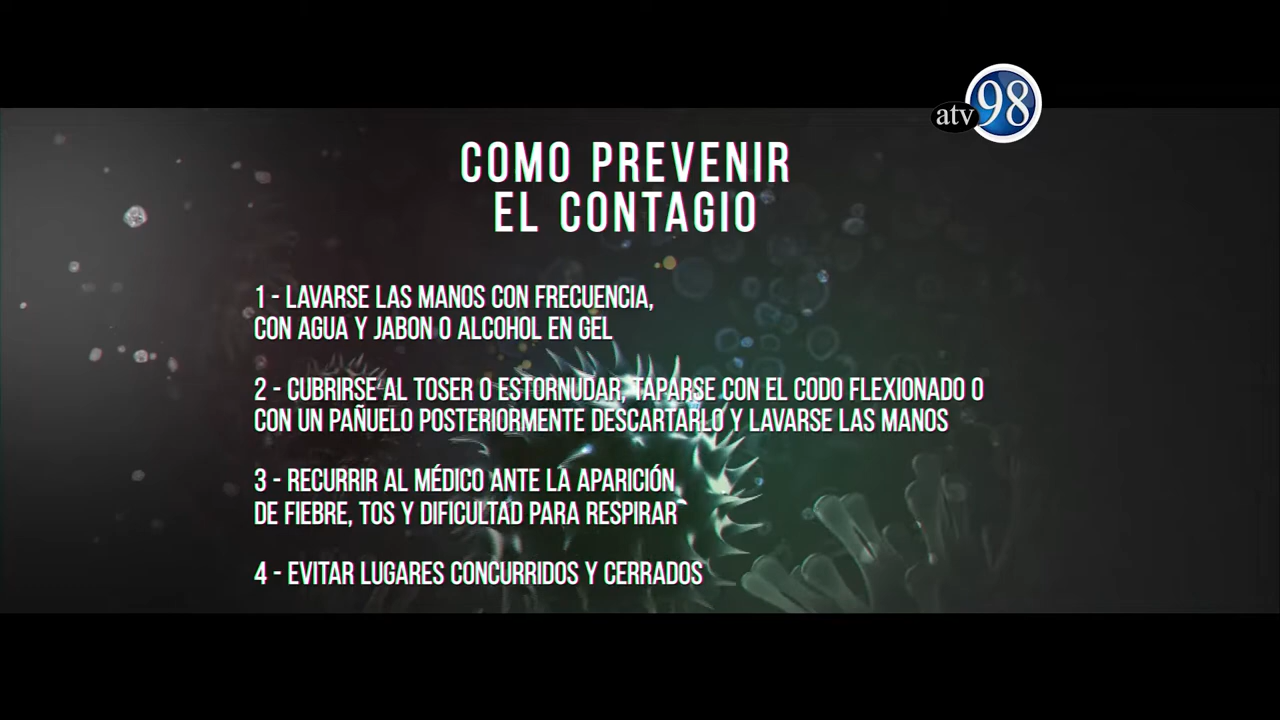 atv 98
COMO PREVENIR
EL CONTAGIO
1 - LAVARSE LAS MANOS CON FRECUENCIA,
CON AGUA Y JABON O ALCOHOL EN GEL
2 - CUBRIRSE AL TOSER O ESTORNUDAR, TAPARSE CON EL CODO FLEXIONADO O
CON UN PAÑUELO POSTERIORMENTE DESCARTARLO Y LAVARSE LAS MANOS
3 - RECURRIR AL MÉDICO ANTE LA APARICIÓN
DE FIEBRE, TOS Y DIFICULTAD PARA RESPIRAR
4 - EVITAR LUGARES CONCURRIDOS Y CERRADOS